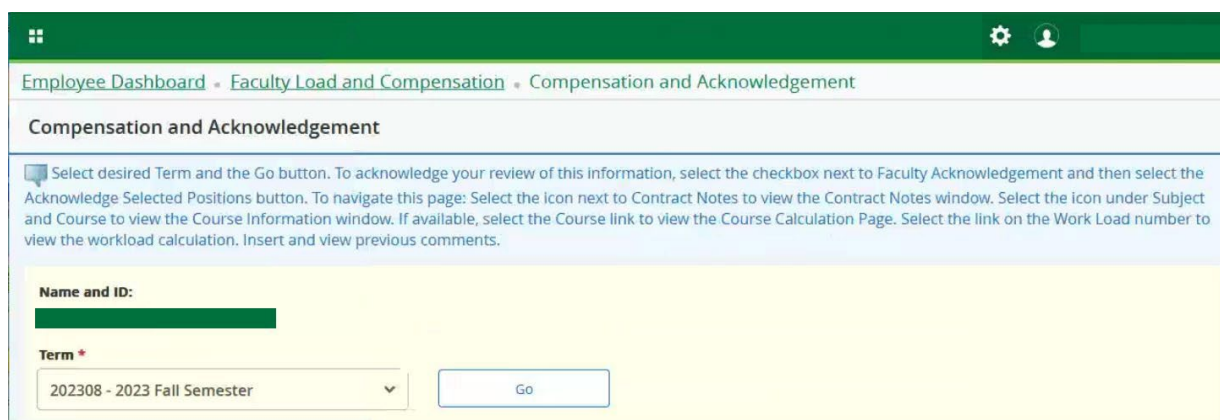 Employee Dashboard • Faculty Load and Compensation • Compensation and Acknowledgement
Compensation and Acknowledgement
Select desired Term and the Go button. To acknowledge your review of this information, select the checkbox next to Faculty Acknowledgement and then select the
Acknowledge Selected Positions button. To navigate this page: Select the icon next to Contract Notes to view the Contract Notes window. Select the icon under Subject
and Course to view the Course Information window. If available, select the Course link to view the Course Calculation Page. Select the link on the Work Load number to
view the workload calculation. Insert and view previous comments.
Name and ID:
Term *
202308 - 2023 Fall Semester
Go